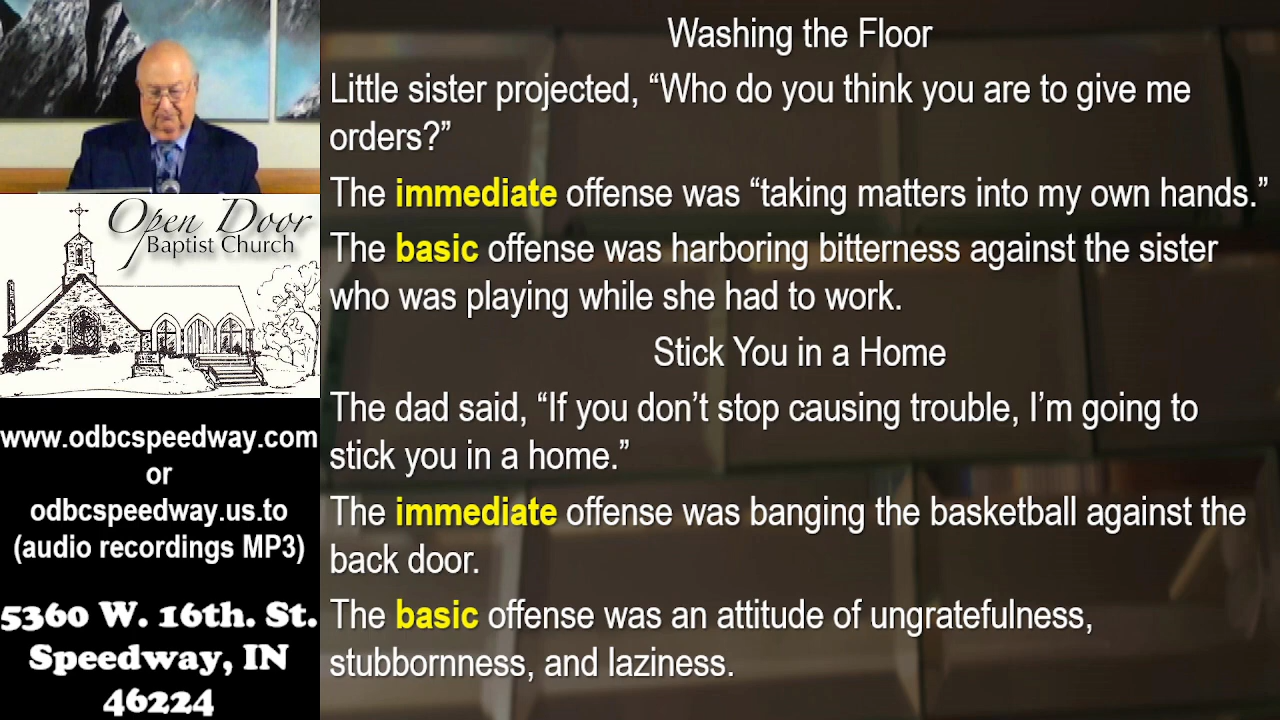 Open Door
Baptist Church
www.odbcspeedway.com
or
odbcspeedway.us.to
(audio recordings MP3)
5360 W. 16th. St.
Speedway, IN
46224
Washing the Floor
Little sister projected, “Who do you think you are to give me
orders?”
The immediate offense was “taking matters into my own hands.”
The basic offense was harboring bitterness against the sister
who was playing while she had to work.
Stick You in a Home
The dad said, “If you don’t stop causing trouble, I’m going to
stick you in a home.”
The immediate offense was banging the basketball against the
back door.
The basic offense was an attitude of ungratefulness,
stubbornness, and laziness.